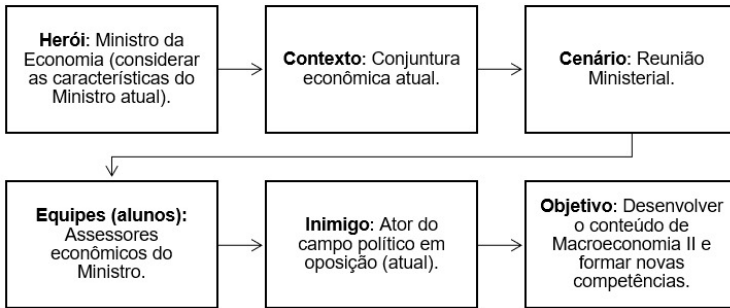 Herói: Ministro da
Economia (considerar
as características do
Ministro atual).
Contexto: Conjuntura
econômica atual.
Cenário: Reunião
Ministerial.
Equipes (alunos):
Assessores
econômicos do
Ministro.
Inimigo: Ator do
campo político em
oposição (atual).
Objetivo: Desenvolver
o conteúdo de
Macroeconomia II e
formar novas
competências.